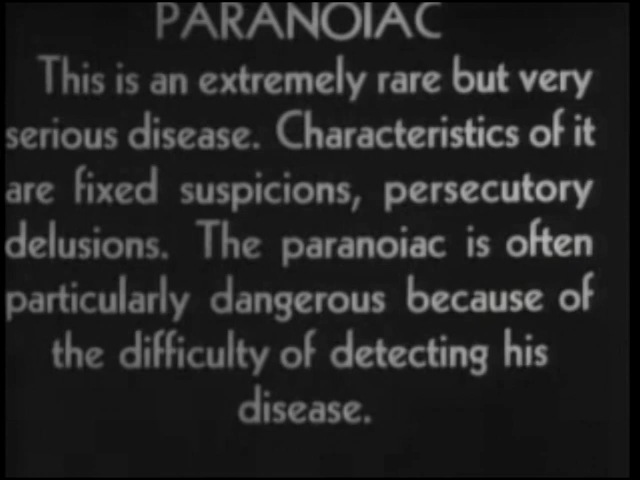 PARANOIAC
This is an extremely rare but very
serious disease. Characteristics of it
are fixed suspicions, persecutory
delusions. The paranoiac is often
particularly dangerous because of
the difficulty of detecting his
disease.